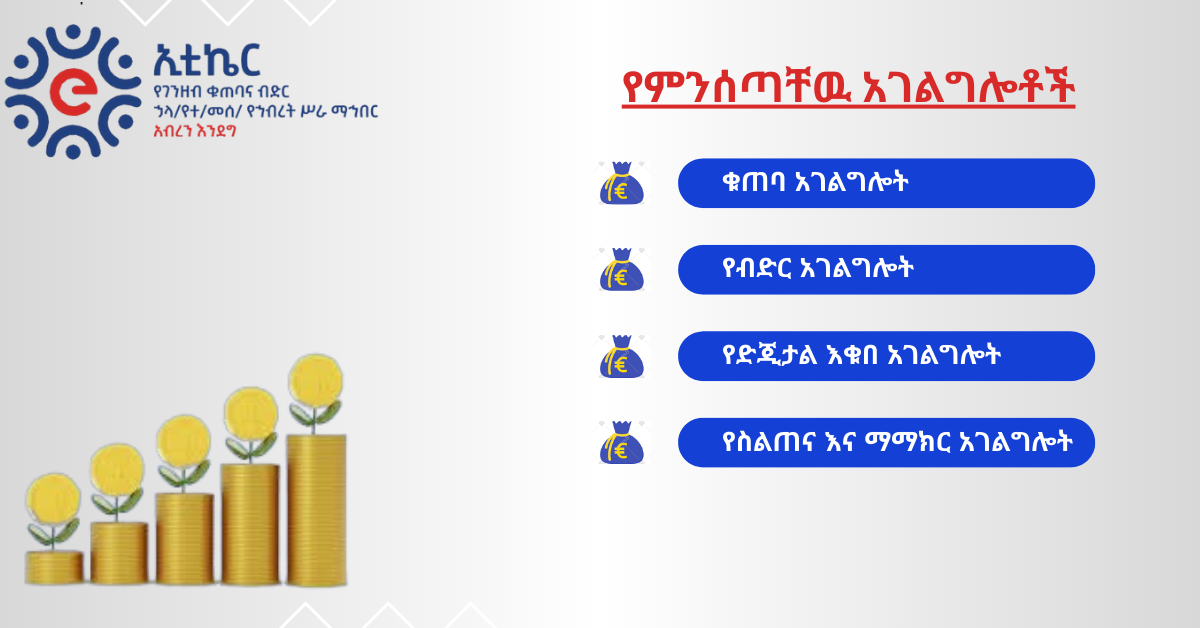 ኢቲኬር
የገንዘብ ቁጠባና ብድር
ኀላ/የተ/መሰ/ የኀብረት ሥራ ማኀበር
አብረን እንደግ
የምንሰጣቸዉ አገልግሎቶች
ቁጠባ አገልግሎት
የብድር አገልግሎት
የድጂታል እቁበ አገልግሎት
የስልጠና እና ማማክር አገልግሎት